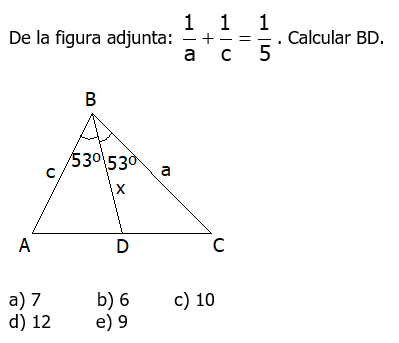 De la figura adjunta: 1/a + 1/c = 1/5 . Calcular BD.
B
53º 53º
c a
x
A D C
a) 7 b) 6 c) 10
d) 12 e) 9